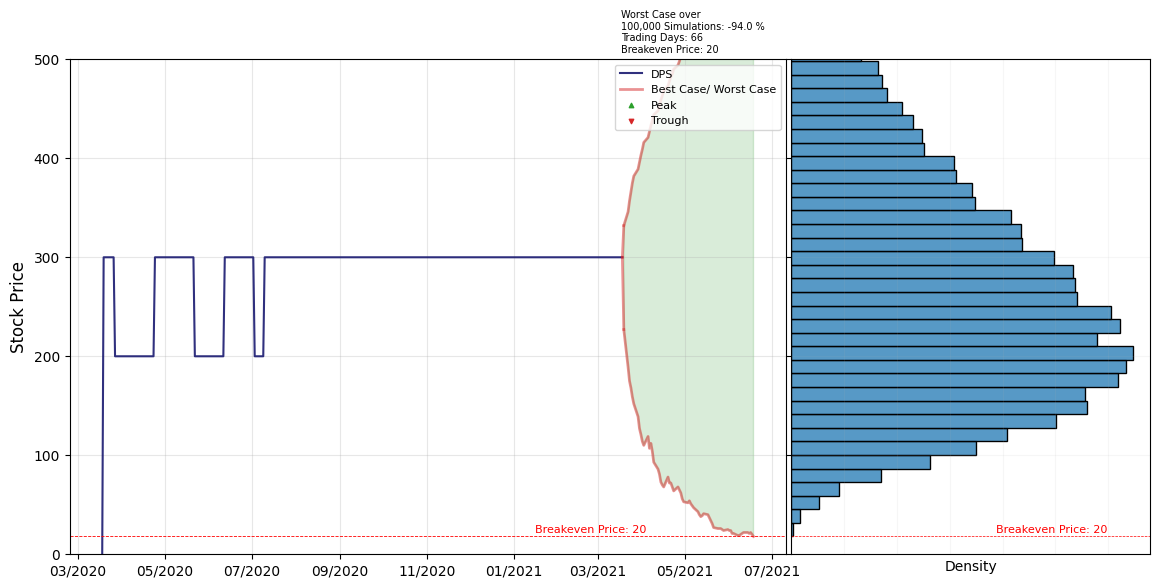 Worst Case over
100,000 Simulations: -94.0 %
Trading Days: 66
Breakeven Price: 20
DPS
Best Case/ Worst Case
Peak
Trough
Stock Price
500
400
300
200
100
0
Breakeven Price: 20
Breakeven Price: 20
03/2020
05/2020
07/2020
09/2020
11/2020
01/2021
03/2021
05/2021
07/2021
Density